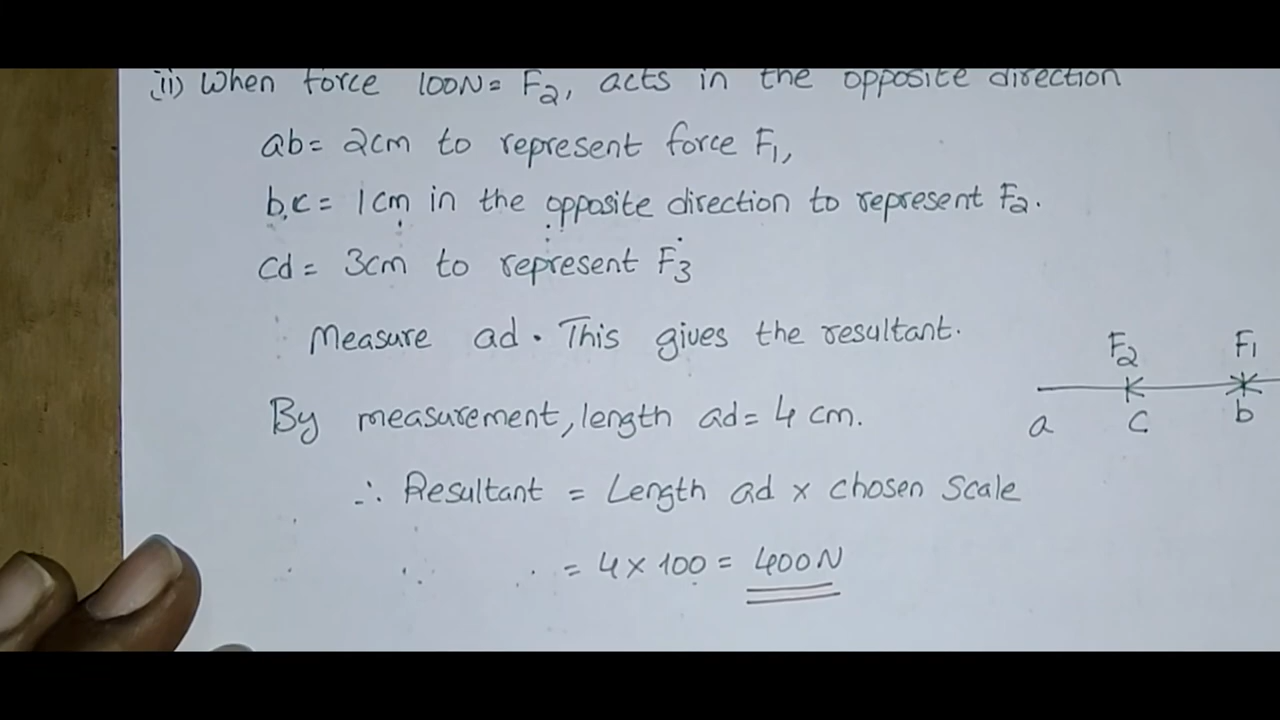 (ii) When force 100N = F2, acts in the opposite direction
ab = 2cm to represent force F1,
b,c = 1cm in the opposite direction to represent F2.
cd = 3cm to represent F3
Measure ad. This gives the resultant.
F2 F1
a c b
By measurement, length ad = 4 cm.
∴ Resultant = Length ad x chosen scale
= 4 x 100 = 400N